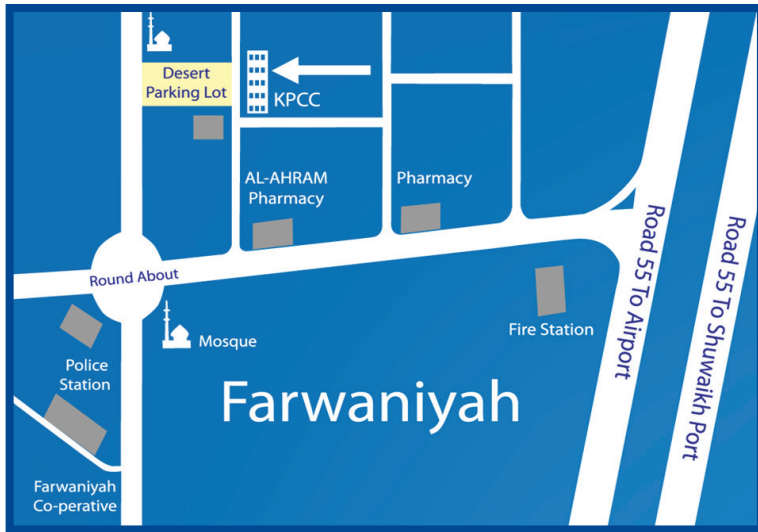 Desert
Parking Lot
KPCC
AL-AHRAM
Pharmacy
Pharmacy
Round About
Road 55 To Airport
Road 55 To Shuwaikh Port
Mosque
Fire Station
Police
Station
Farwaniyah
Farwaniyah
Co-perative